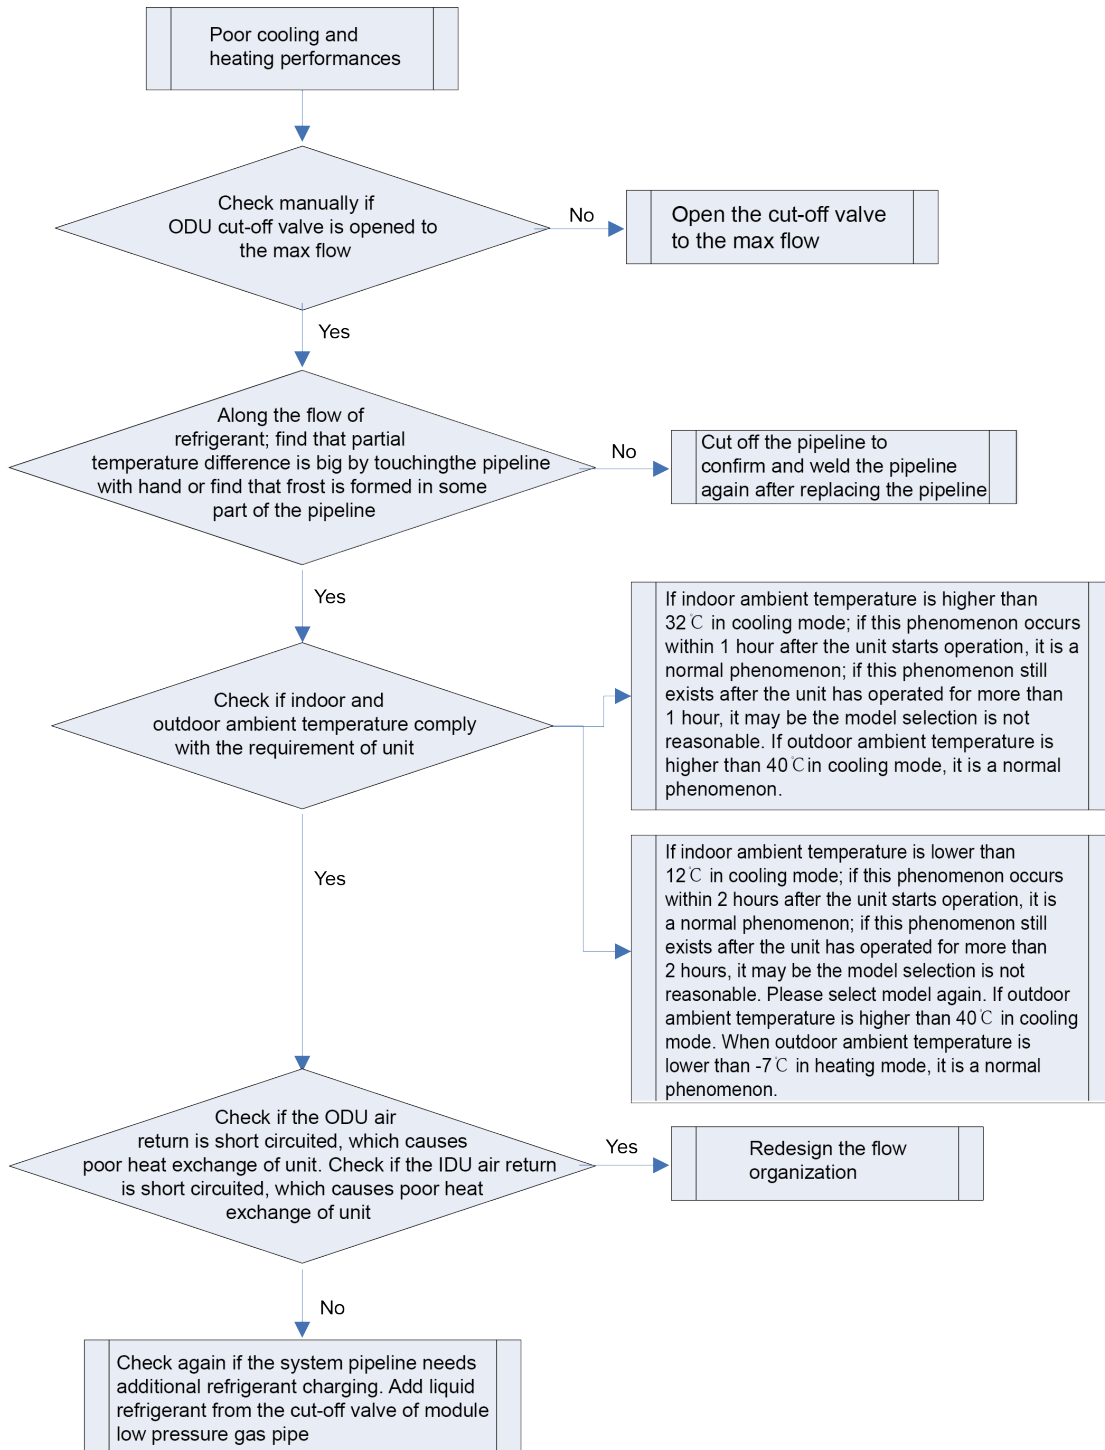 Poor cooling and
heating performances
Check manually if
ODU cut-off valve is opened to
the max flow
No
Open the cut-off valve
to the max flow
Yes
Along the flow of
refrigerant; find that partial
temperature difference is big by touchingthe pipeline
with hand or find that frost is formed in some
part of the pipeline
No
Cut off the pipeline to
confirm and weld the pipeline
again after replacing the pipeline
Yes
Check if indoor and
outdoor ambient temperature comply
with the requirement of unit
If indoor ambient temperature is higher than
32℃ in cooling mode; if this phenomenon occurs
within 1 hour after the unit starts operation, it is a
normal phenomenon; if this phenomenon still
exists after the unit has operated for more than
1 hour, it may be the model selection is not
reasonable. If outdoor ambient temperature is
higher than 40℃in cooling mode, it is a normal
phenomenon.
If indoor ambient temperature is lower than
12℃ in cooling mode; if this phenomenon occurs
within 2 hours after the unit starts operation, it is
a normal phenomenon; if this phenomenon still
exists after the unit has operated for more than
2 hours, it may be the model selection is not
reasonable. Please select model again. If outdoor
ambient temperature is higher than 40℃ in cooling
mode. When outdoor ambient temperature is
lower than -7℃ in heating mode, it is a normal
phenomenon.
Yes
Check if the ODU air
return is short circuited, which causes
poor heat exchange of unit. Check if the IDU air return
is short circuited, which causes poor heat
exchange of unit
Yes
Redesign the flow
organization
No
Check again if the system pipeline needs
additional refrigerant charging. Add liquid
refrigerant from the cut-off valve of module
low pressure gas pipe